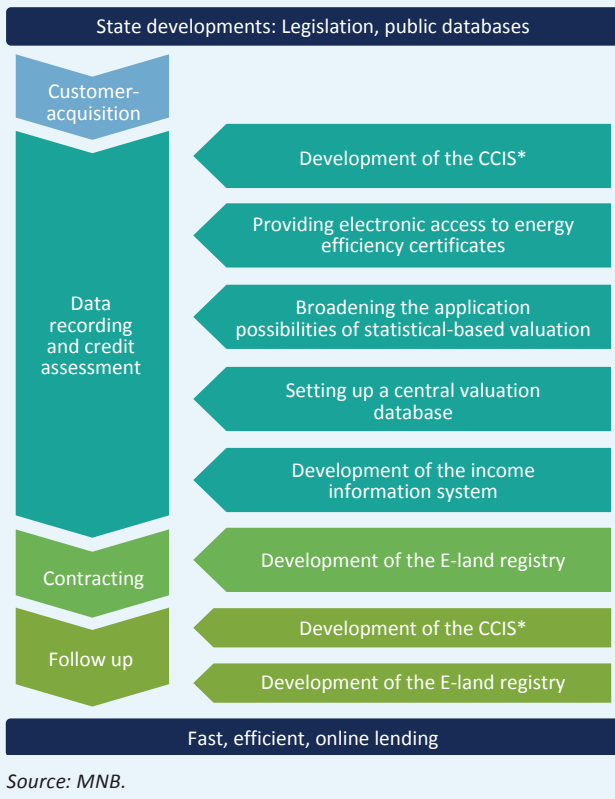 State developments: Legislation, public databases
Customer-
acquisition
Development of the CCIS*
Providing electronic access to energy
efficiency certificates
Data
recording
and credit
assessment
Broadening the application
possibilities of statistical-based valuation
Setting up a central valuation
database
Development of the income
information system
Contracting
Development of the E-land registry
Follow up
Development of the CCIS*
Development of the E-land registry
Fast, efficient, online lending
Source: MNB.